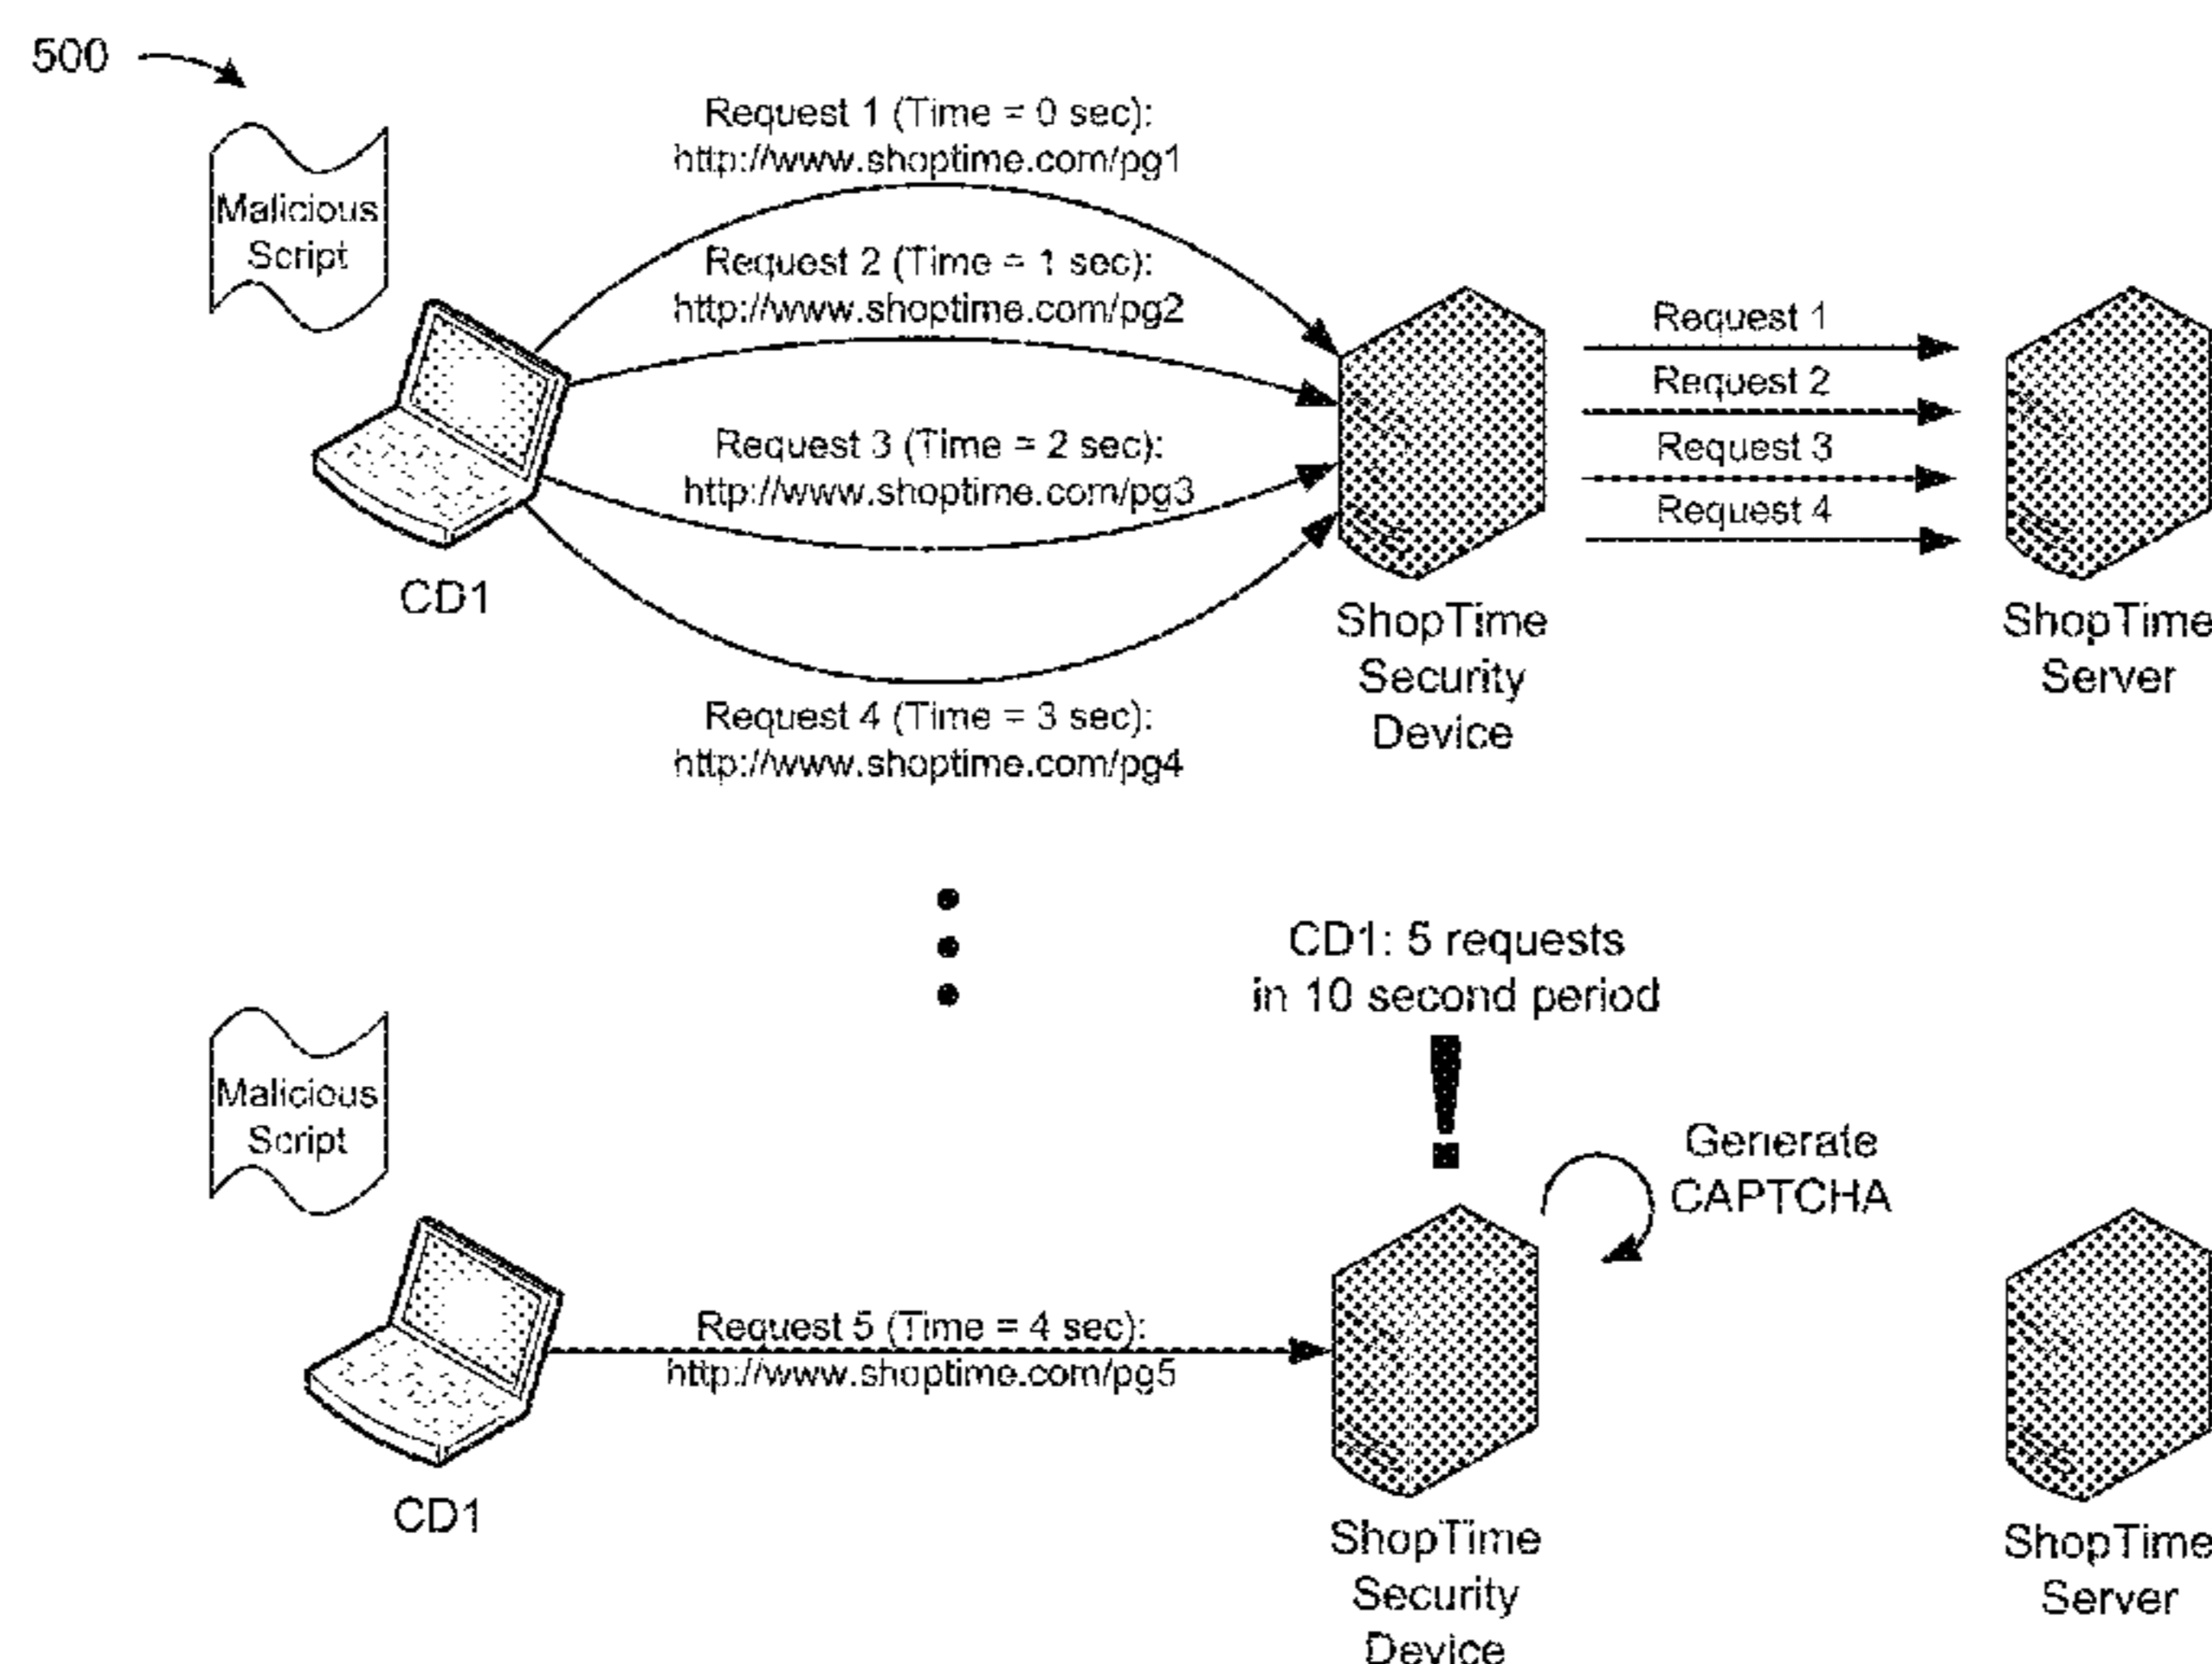 500
Malicious
Script
Request 1 (Time = 0 sec):
http://www.shoptime.com/pg1
Request 2 (Time = 1 sec):
http://www.shoptime.com/pg2
Request 3 (Time = 2 sec):
http://www.shoptime.com/pg3
Request 4 (Time = 3 sec):
http://www.shoptime.com/pg4
CD1
Request 1
Request 2
Request 3
Request 4
ShopTime
Security
Device
ShopTime
Server
CD1: 5 requests
in 10 second period
!
Malicious
Script
Generate
CAPTCHA
Request 5 (Time = 4 sec):
http://www.shoptime.com/pg5
CD1
ShopTime
Security
Device
ShopTime
Server